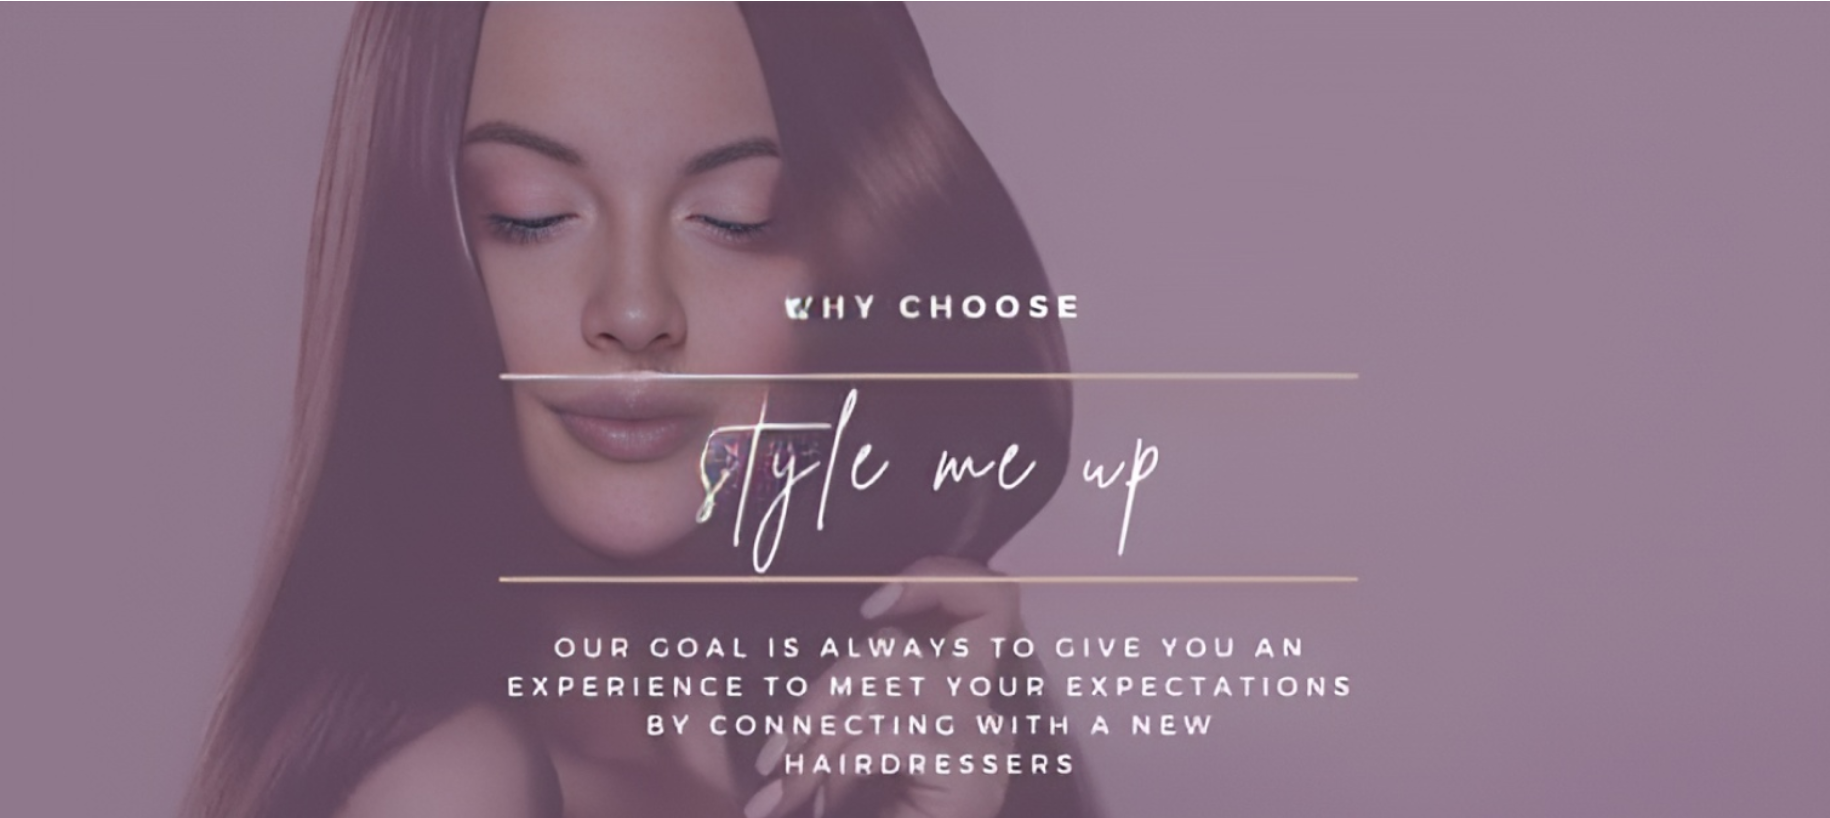 WHY CHOOSE
style me up
OUR GOAL IS ALWAYS TO GIVE YOU AN
EXPERIENCE TO MEET YOUR EXPECTATIONS
BY CONNECTING WITH A NEW
HAIRDRESSERS